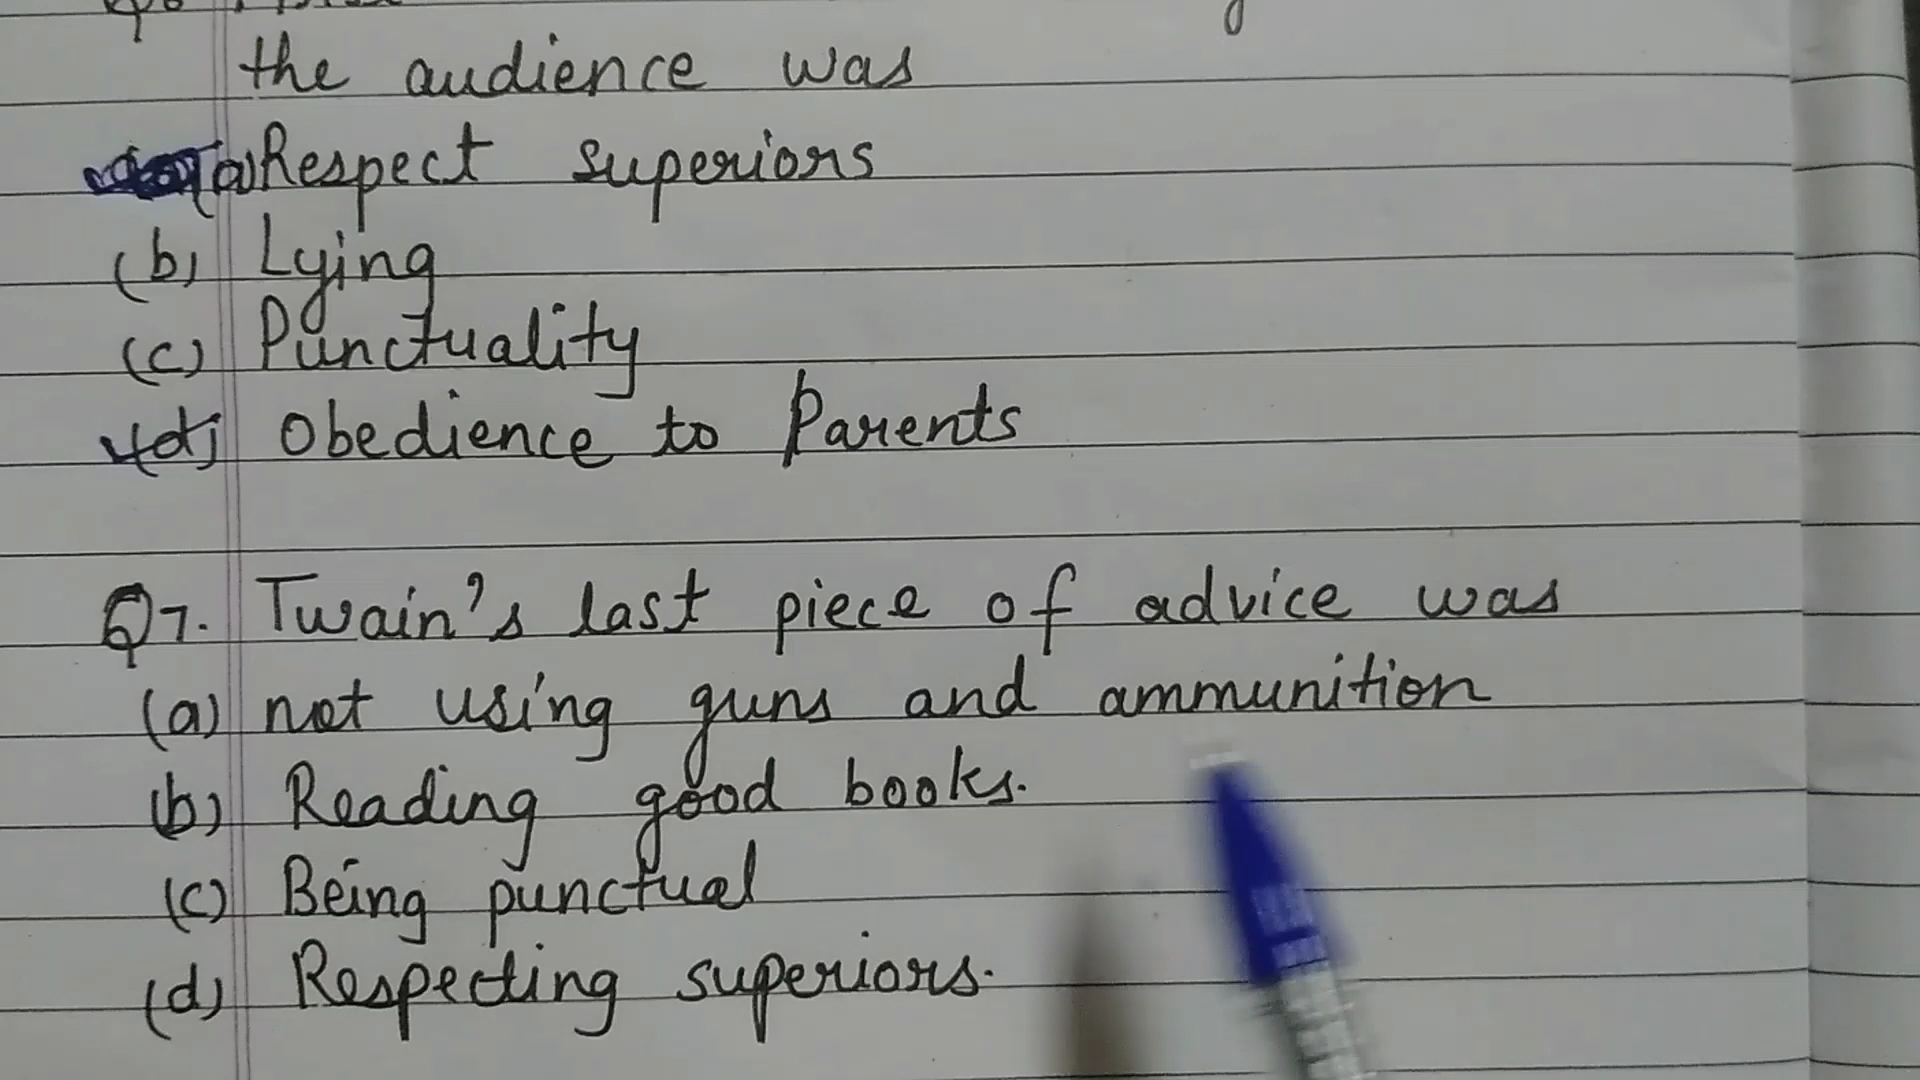 the audience was
(a) Respect superiors
(b) Lying
(c) Punctuality
(d) Obedience to Parents
Q7. Twain's last piece of advice was
(a) not using guns and ammunition
(b) Reading good books.
(c) Being punctual
(d) Respecting superiors.